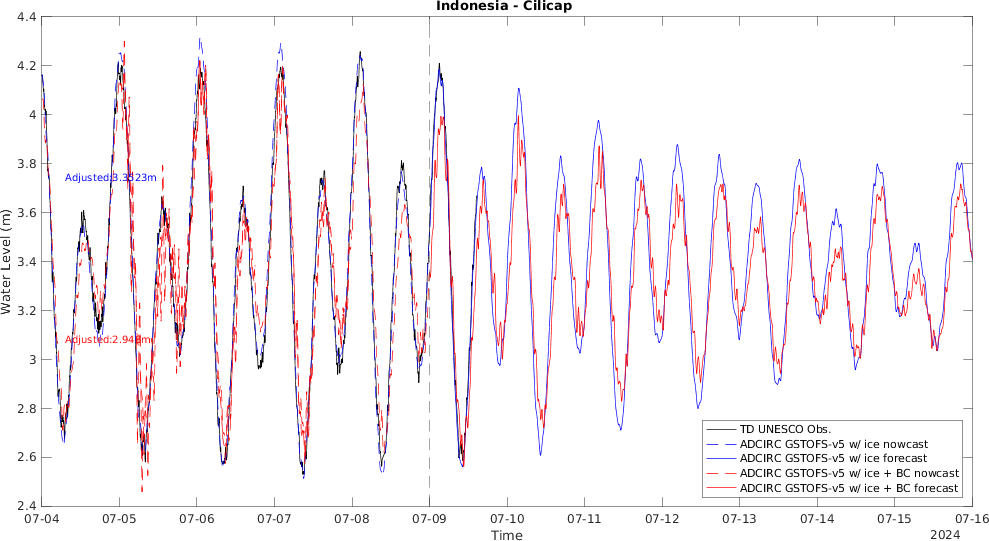 Indonesia - Cilicap
4.4
4.2
4
3.8
3.6
3.4
3.2
3
2.8
2.6
2.4
Water Level (m)
Adjusted:3.3523m
TD UNESCO Obs.
ADCIRC GSTOFS-v5 w/ ice nowcast
ADCIRC GSTOFS-v5 w/ ice forecast
ADCIRC GSTOFS-v5 w/ ice + BC nowcast
ADCIRC GSTOFS-v5 w/ ice + BC forecast
07-04 07-05 07-06 07-07 07-08 07-09 07-10 07-11 07-12 07-13 07-14 07-15 07-16
Time
2024